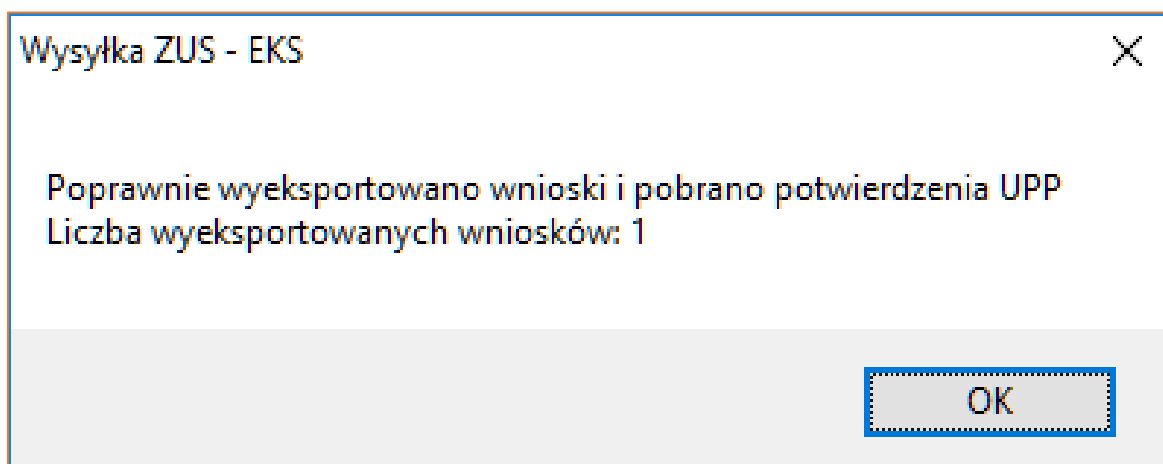 Wysyłka ZUS - EKS
Poprawnie wyeksportowano wnioski i pobrano potwierdzenia UPP
Liczba wyeksportowanych wniosków: 1
OK